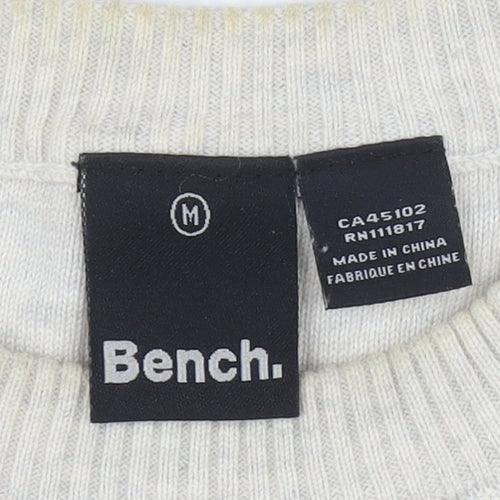 M
Bench.
CA45102
RN111817
MADE IN CHINA
FABRIQUE EN CHINE